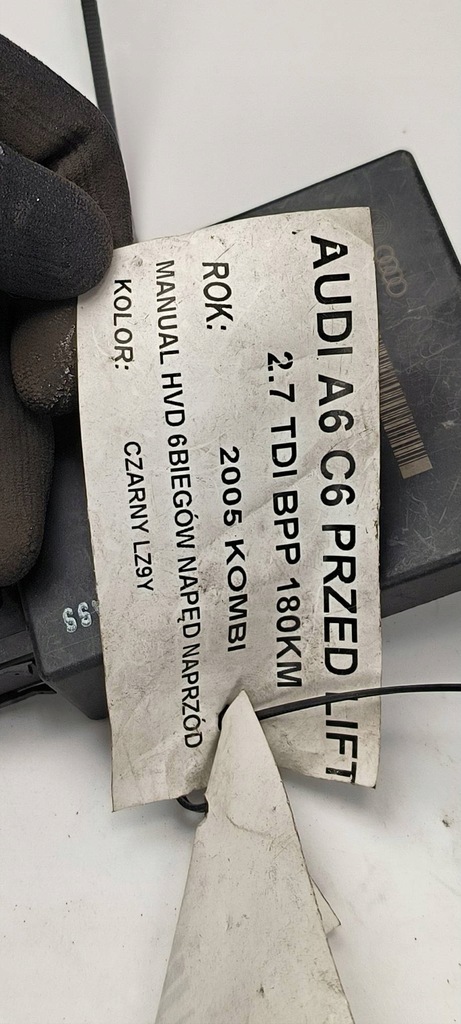 AUDI A6 C6 PRZED LIFT
2.7 TDI BPP 180KM
ROK: 2005 KOMBI
MANUAL HVD 6BIEGÓW NAPĘD NAPRZÓD
KOLOR: CZARNY LZ9Y